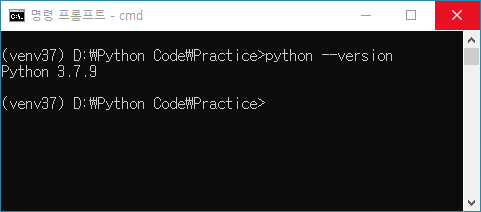 명령 프롬프트 - cmd
(venv37) D:₩Python Code₩Practice>python --version
Python 3.7.9
(venv37) D:₩Python Code₩Practice>